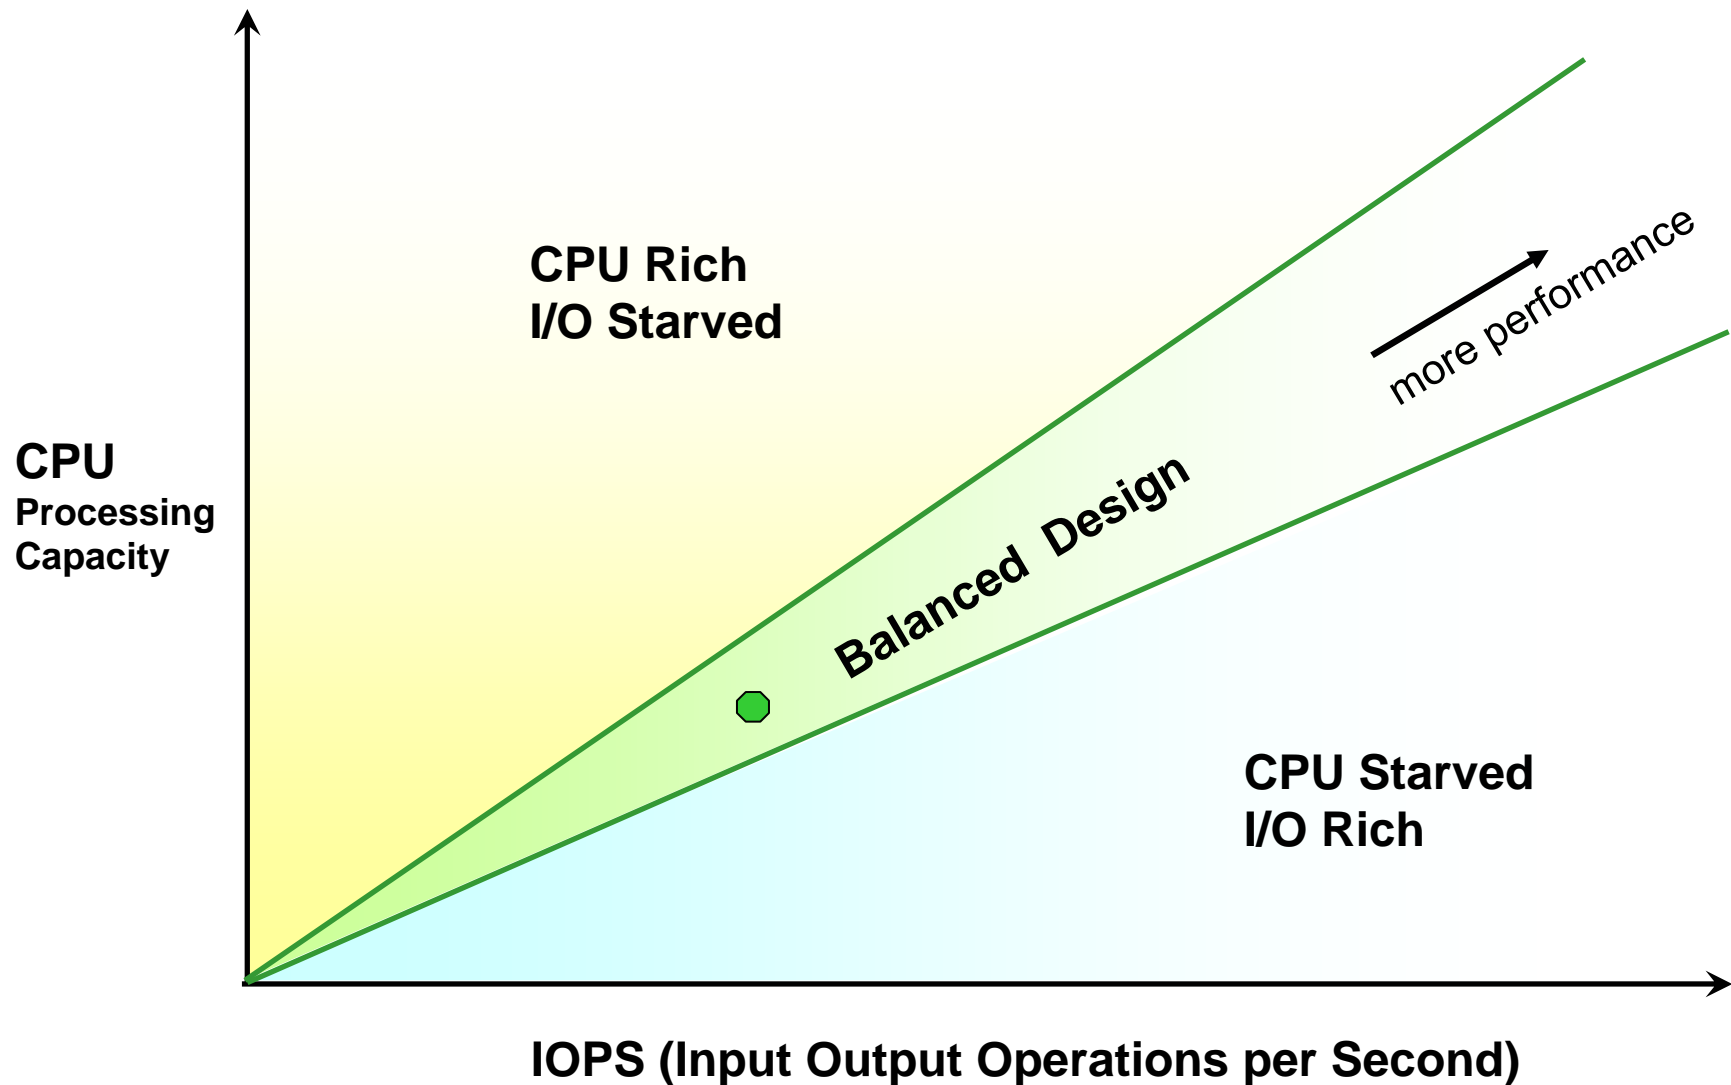 CPU Rich
I/O Starved
more performance
CPU
Processing
Capacity
Balanced Design
CPU Starved
I/O Rich
IOPS (Input Output Operations per Second)